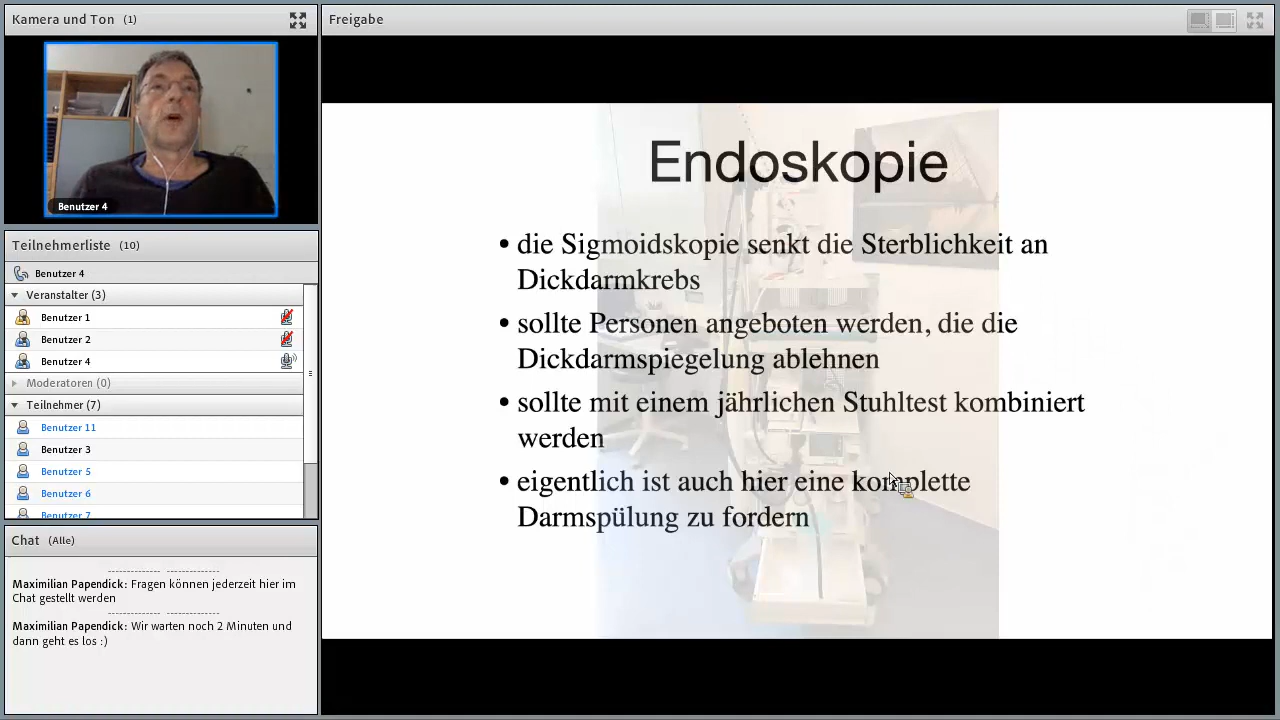 Kamera und Ton (1)
Benutzer 4
Teilnehmerliste (10)
Benutzer 4
Veranstalter (3)
Benutzer 1
Benutzer 2
Benutzer 4
Moderatoren (0)
Teilnehmer (7)
Benutzer 11
Benutzer 3
Benutzer 5
Benutzer 6
Benutzer 7
Chat (Alle)
Maximilian Papendick: Fragen können jederzeit hier im
Chat gestellt werden
Maximilian Papendick: Wir warten noch 2 Minuten und
dann geht es los :)
Freigabe
Endoskopie
• die Sigmoidskopie senkt die Sterblichkeit an
Dickdarmkrebs
• sollte Personen angeboten werden, die die
Dickdarmspiegelung ablehnen
• sollte mit einem jährlichen Stuhltest kombiniert
werden
• eigentlich ist auch hier eine komplette
Darmspülung zu fordern